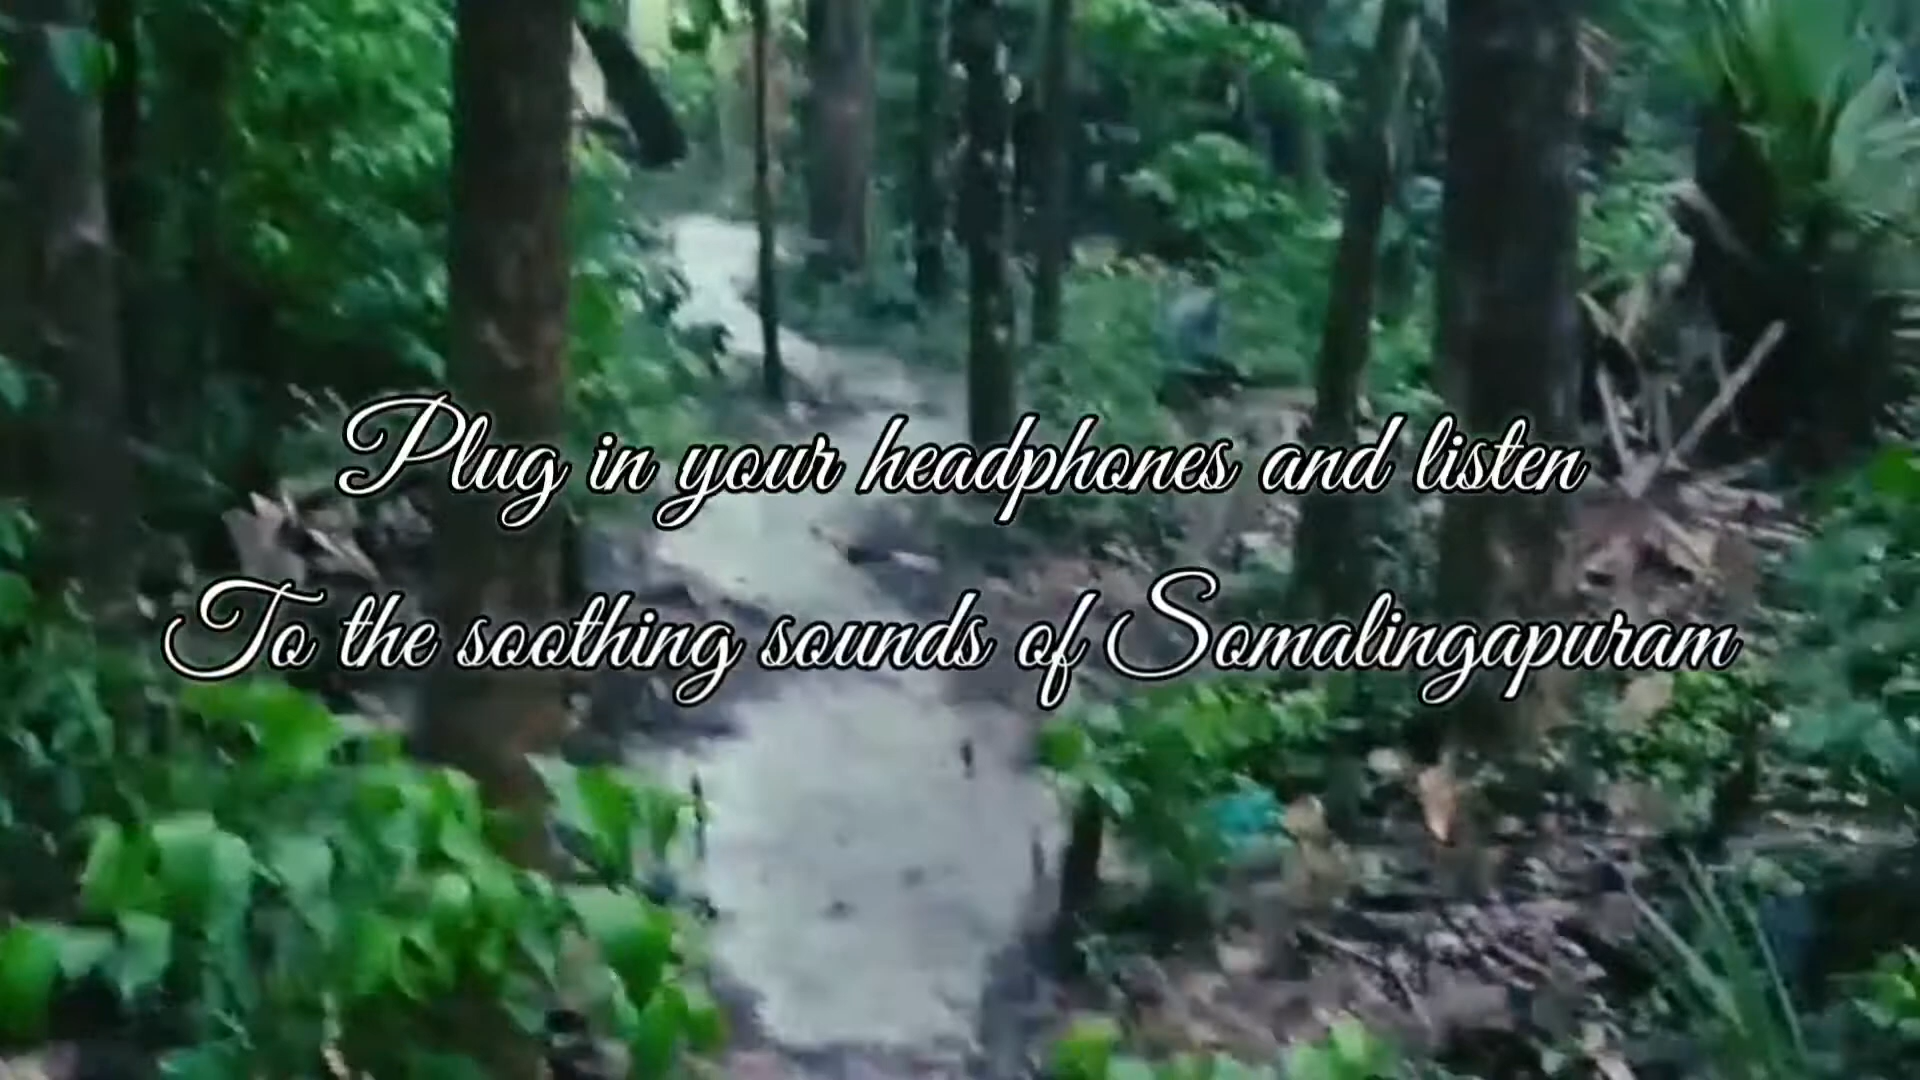 Plug in your headphones and listen
To the soothing sounds of Somalingapuram